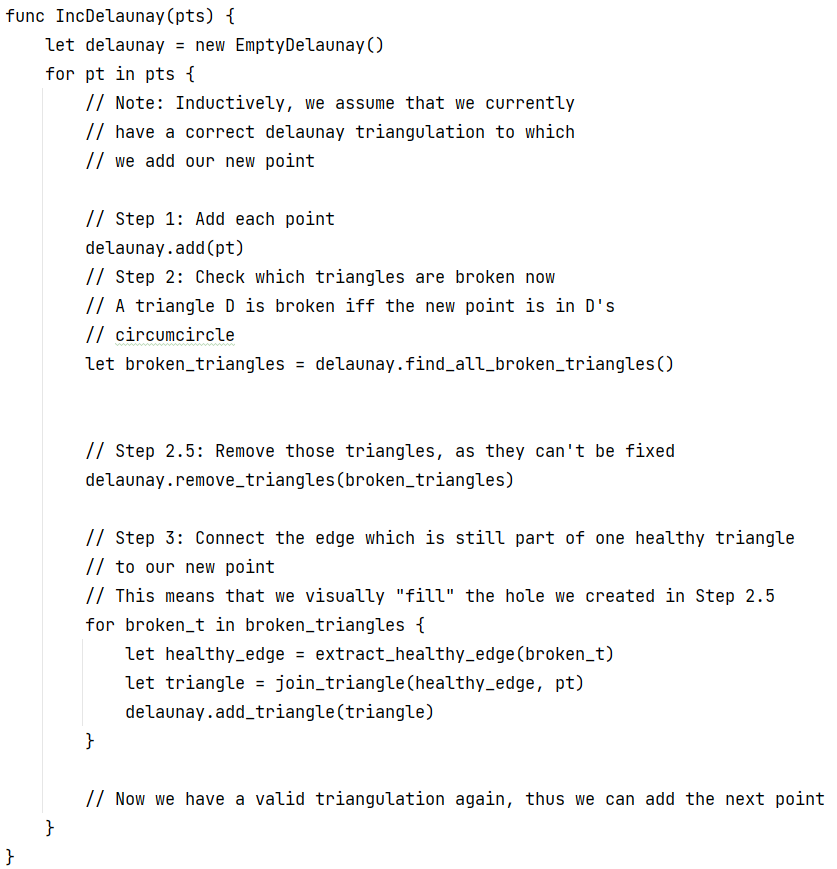 func IncDelaunay(pts) {
    let delaunay = new EmptyDelaunay()
    for pt in pts {
        // Note: Inductively, we assume that we currently
        // have a correct delaunay triangulation to which
        // we add our new point
        // Step 1: Add each point
        delaunay.add(pt)
        // Step 2: Check which triangles are broken now
        // A triangle D is broken iff the new point is in D's
        // circumcircle
        let broken_triangles = delaunay.find_all_broken_triangles()
        // Step 2.5: Remove those triangles, as they can't be fixed
        delaunay.remove_triangles(broken_triangles)
        // Step 3: Connect the edge which is still part of one healthy triangle
        // to our new point
        // This means that we visually "fill" the hole we created in Step 2.5
        for broken_t in broken_triangles {
            let healthy_edge = extract_healthy_edge(broken_t)
            let triangle = join_triangle(healthy_edge, pt)
            delaunay.add_triangle(triangle)
        }
        // Now we have a valid triangulation again, thus we can add the next point
    }
}